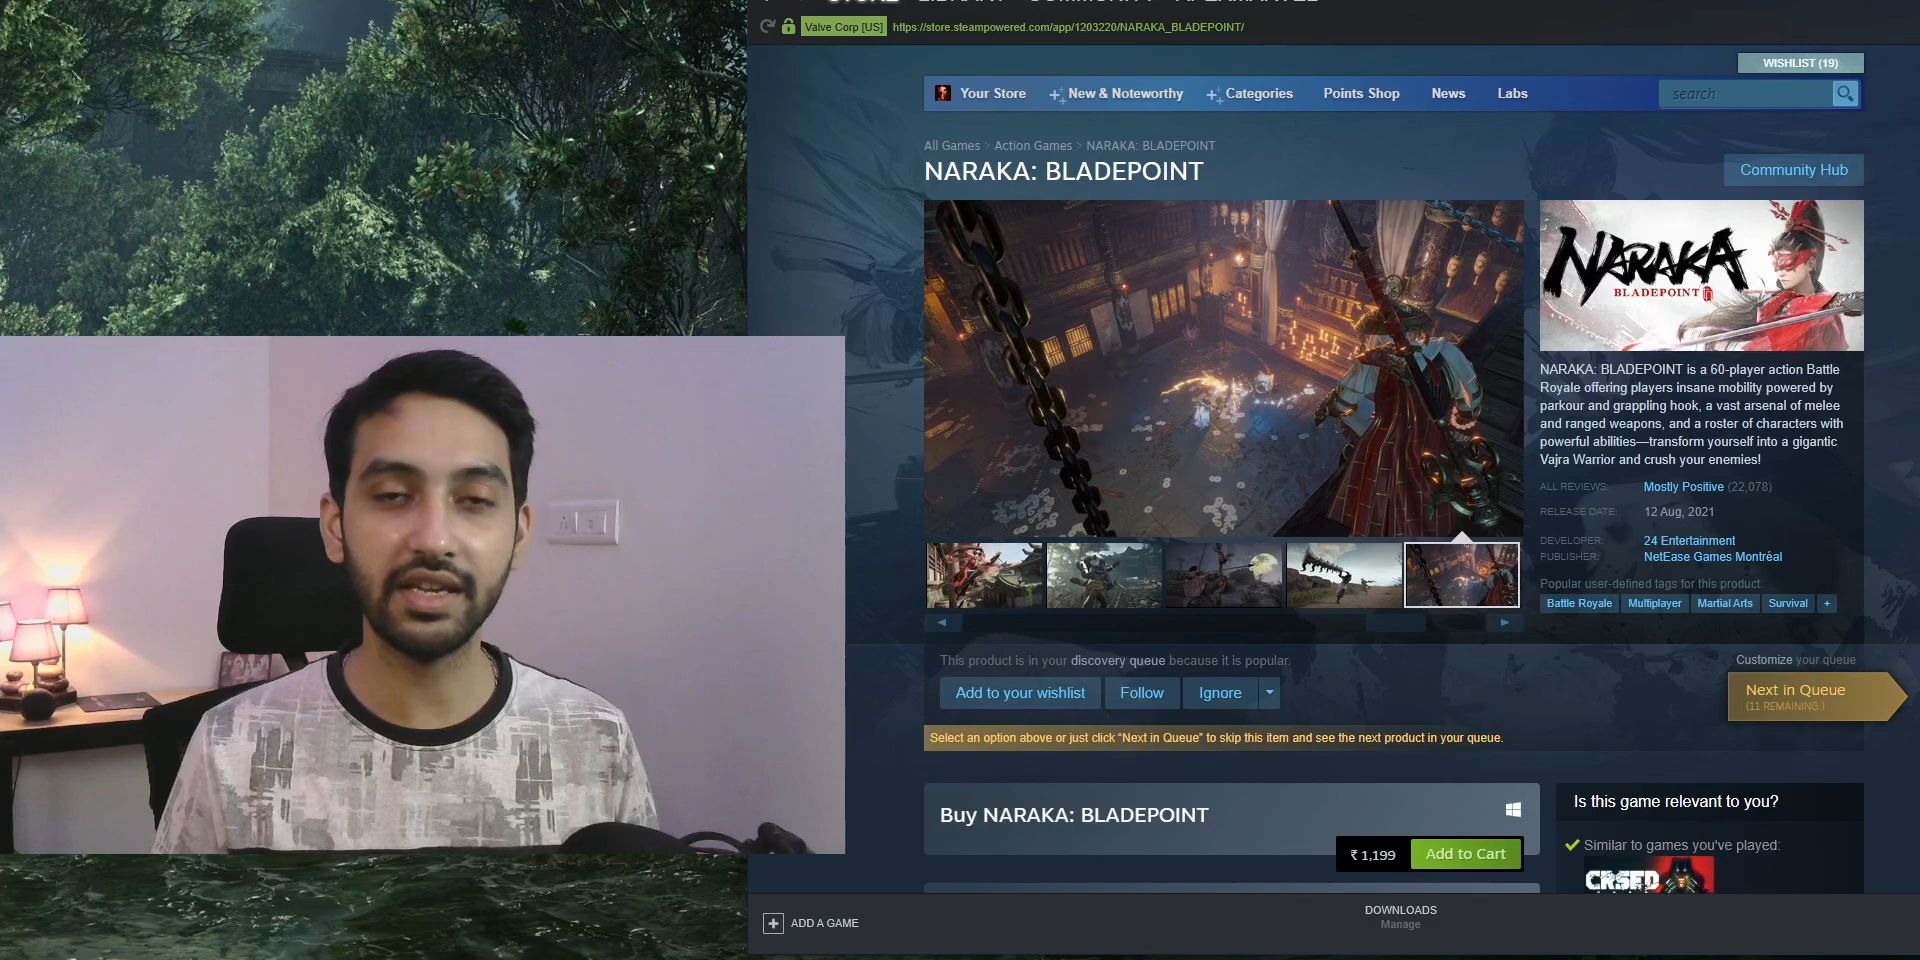 Valve Corp [US] https://store.steampowered.com/app/1203220/NARAKA_BLADEPOINT/
WISHLIST (19)
Your Store New & Noteworthy Categories Points Shop News Labs search
All Games > Action Games > NARAKA: BLADEPOINT
NARAKA: BLADEPOINT
Community Hub
NARAKA
BLADEPOINT
NARAKA: BLADEPOINT is a 60-player action Battle
Royale offering players insane mobility powered by
parkour and grappling hook, a vast arsenal of melee
and ranged weapons, and a roster of characters with
powerful abilities—transform yourself into a gigantic
Vajra Warrior and crush your enemies!
ALL REVIEWS: Mostly Positive (22,078)
RELEASE DATE: 12 Aug, 2021
DEVELOPER: 24 Entertainment
PUBLISHER: NetEase Games Montréal
Popular user-defined tags for this product:
Battle Royale Multiplayer Martial Arts Survival +
This product is in your discovery queue because it is popular.
Customize your queue
Add to your wishlist Follow Ignore
Next in Queue
(11 REMAINING )
Select an option above or just click “Next in Queue” to skip this item and see the next product in your queue.
Buy NARAKA: BLADEPOINT
₹ 1,199 Add to Cart
Is this game relevant to you?
Similar to games you've played:
CRSED
ADD A GAME
DOWNLOADS
Manage